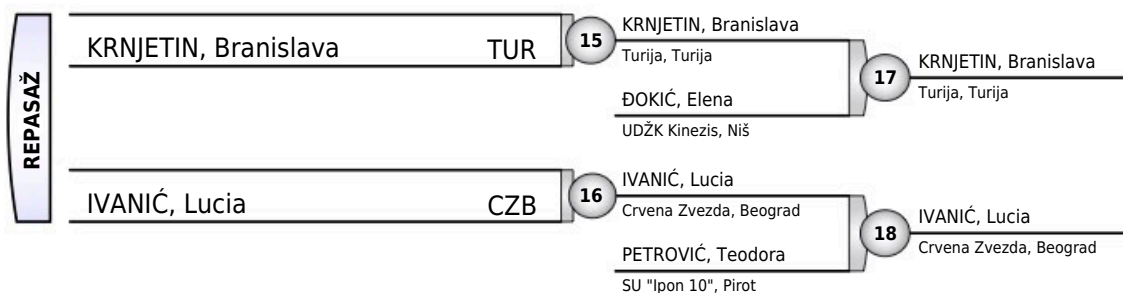 REPASAŽ
KRNJETIN, Branislava TUR
15
KRNJETIN, Branislava
Turija, Turija
ĐOKIĆ, Elena
UDŽK Kinezis, Niš
17
KRNJETIN, Branislava
Turija, Turija
IVANIĆ, Lucia CZB
16
IVANIĆ, Lucia
Crvena Zvezda, Beograd
PETROVIĆ, Teodora
SU "Ipon 10", Pirot
18
IVANIĆ, Lucia
Crvena Zvezda, Beograd